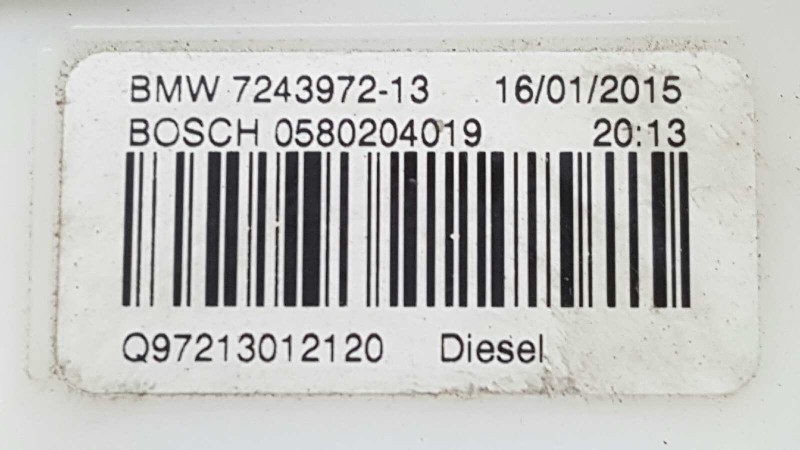 BMW 7243972-13 16/01/2015
BOSCH 0580204019 20:13
Q97213012120 Diesel